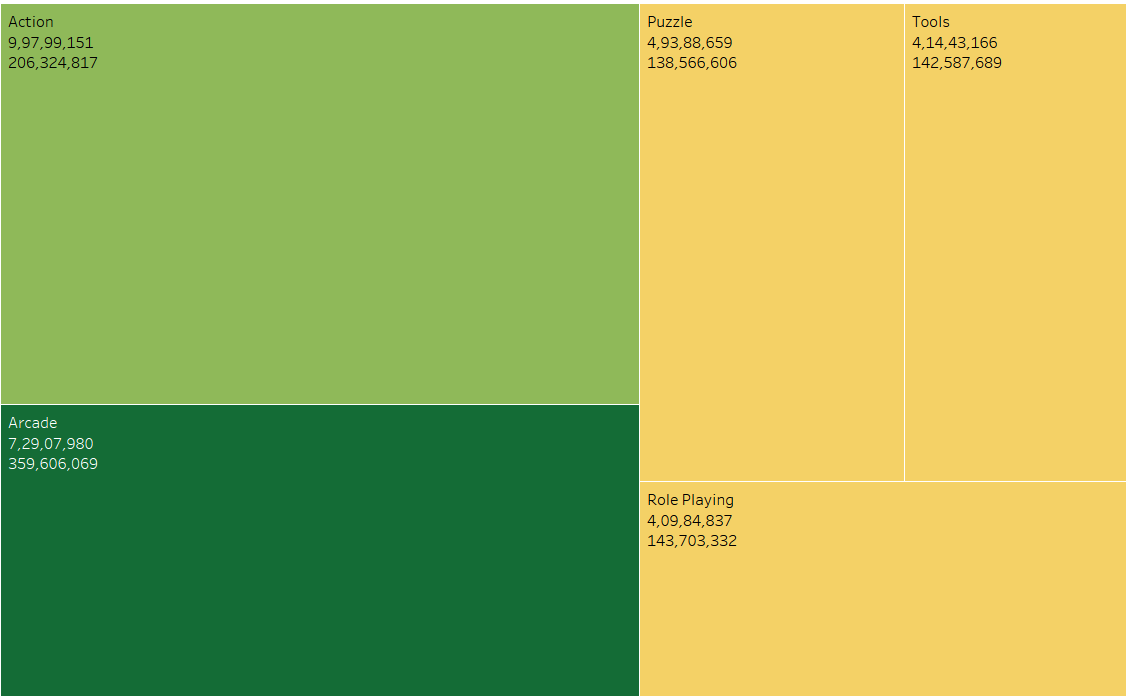 Action
9,97,99,151
206,324,817
Puzzle
4,93,88,659
138,566,606
Tools
4,14,43,166
142,587,689
Arcade
7,29,07,980
359,606,069
Role Playing
4,09,84,837
143,703,332